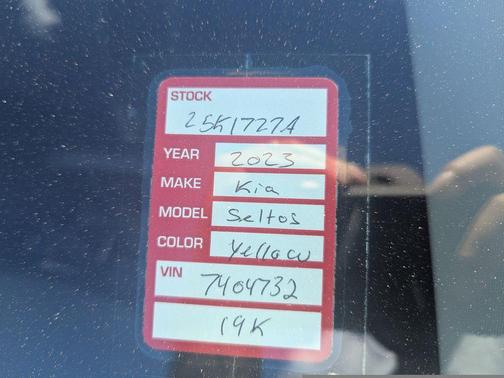 STOCK
25K1727A
YEAR 2023
MAKE Kia
MODEL Seltos
COLOR Yellow
VIN 7404732
19K